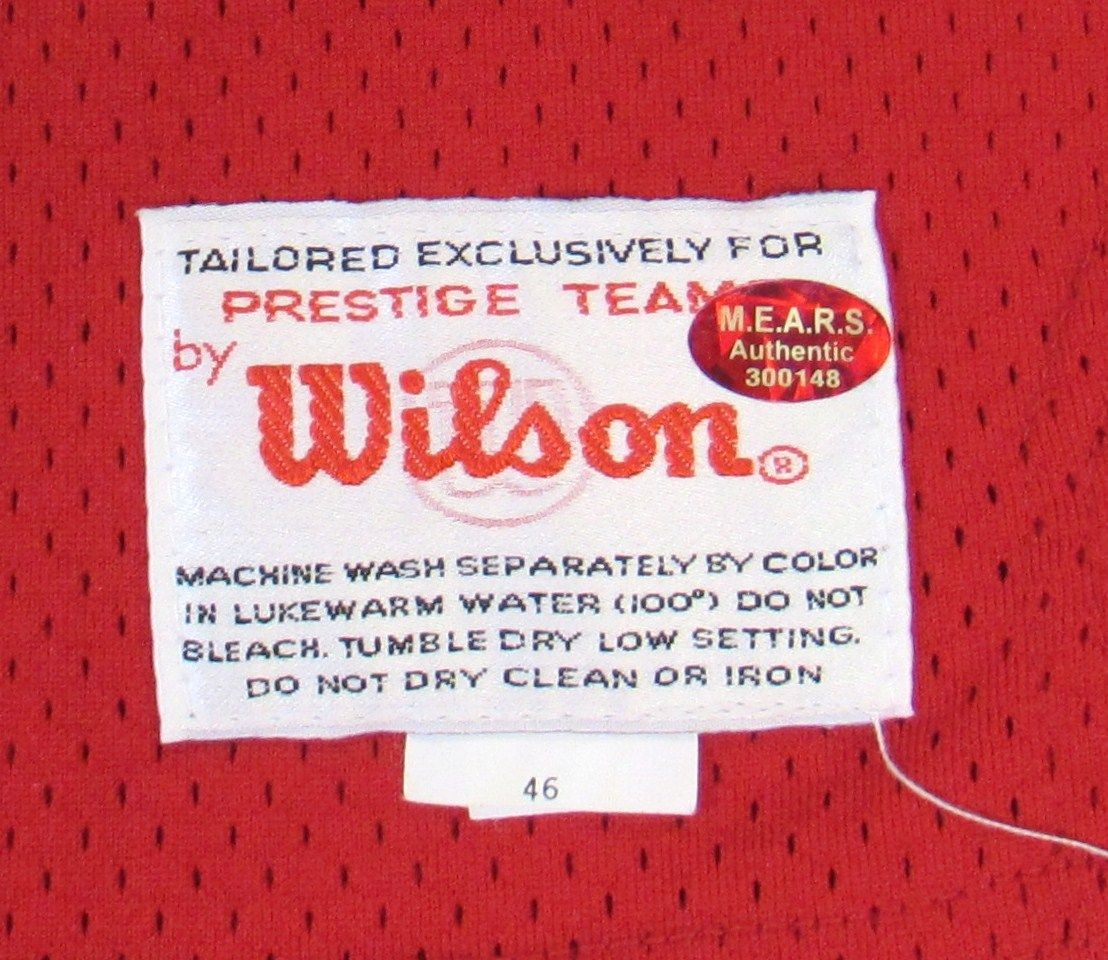 TAILORED EXCLUSIVELY FOR
PRESTIGE TEAM
by
Wilson®
M.E.A.R.S.
Authentic
300148
MACHINE WASH SEPARATELY BY COLOR
IN LUKEWARM WATER (100°) DO NOT
BLEACH. TUMBLE DRY LOW SETTING.
DO NOT DRY CLEAN OR IRON
46